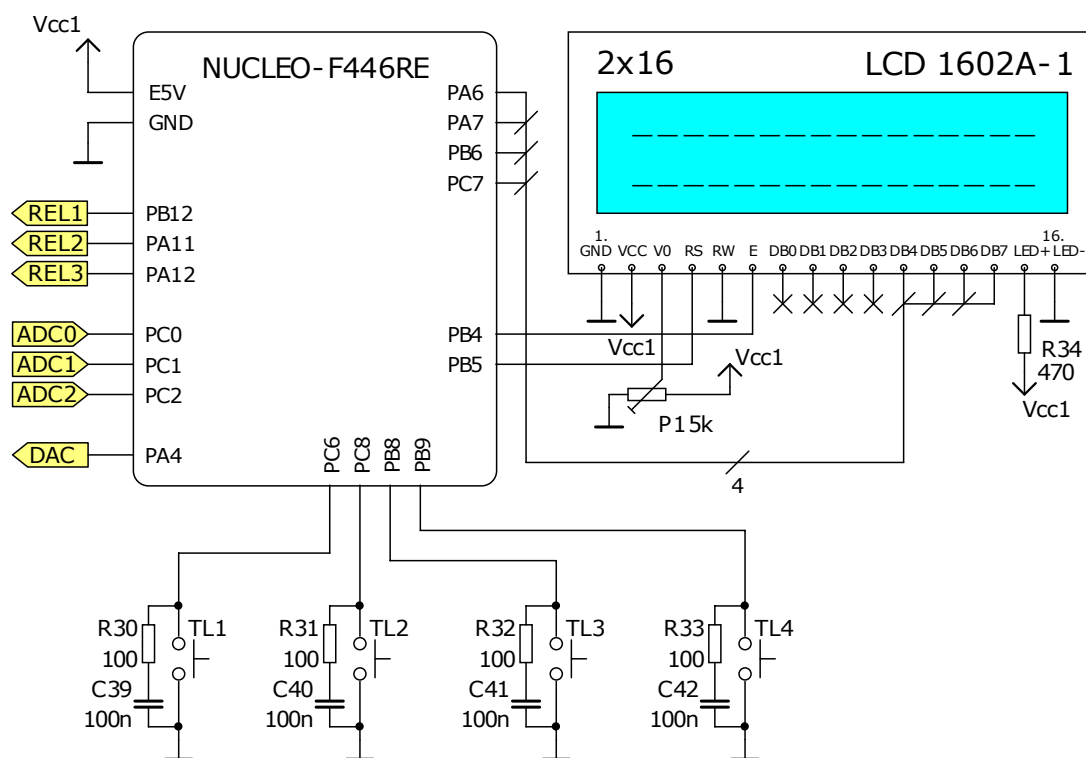 Vcc1
NUCLEO-F446RE
E5V
GND
REL1
PB12
REL2
PA11
REL3
PA12
ADC0
PC0
ADC1
PC1
ADC2
PC2
DAC
PA4
PA6
PA7
PB6
PC7
PB4
PB5
PC6
PC8
PB8
PB9
2x16 LCD 1602A-1
1. 16.
GND VCC V0 RS RW E DB0 DB1 DB2 DB3 DB4 DB5 DB6 DB7 LED+ LED-
Vcc1
Vcc1
P15k
R34
470
Vcc1
4
R30
100
TL1
C39
100n
R31
100
TL2
C40
100n
R32
100
TL3
C41
100n
R33
100
TL4
C42
100n